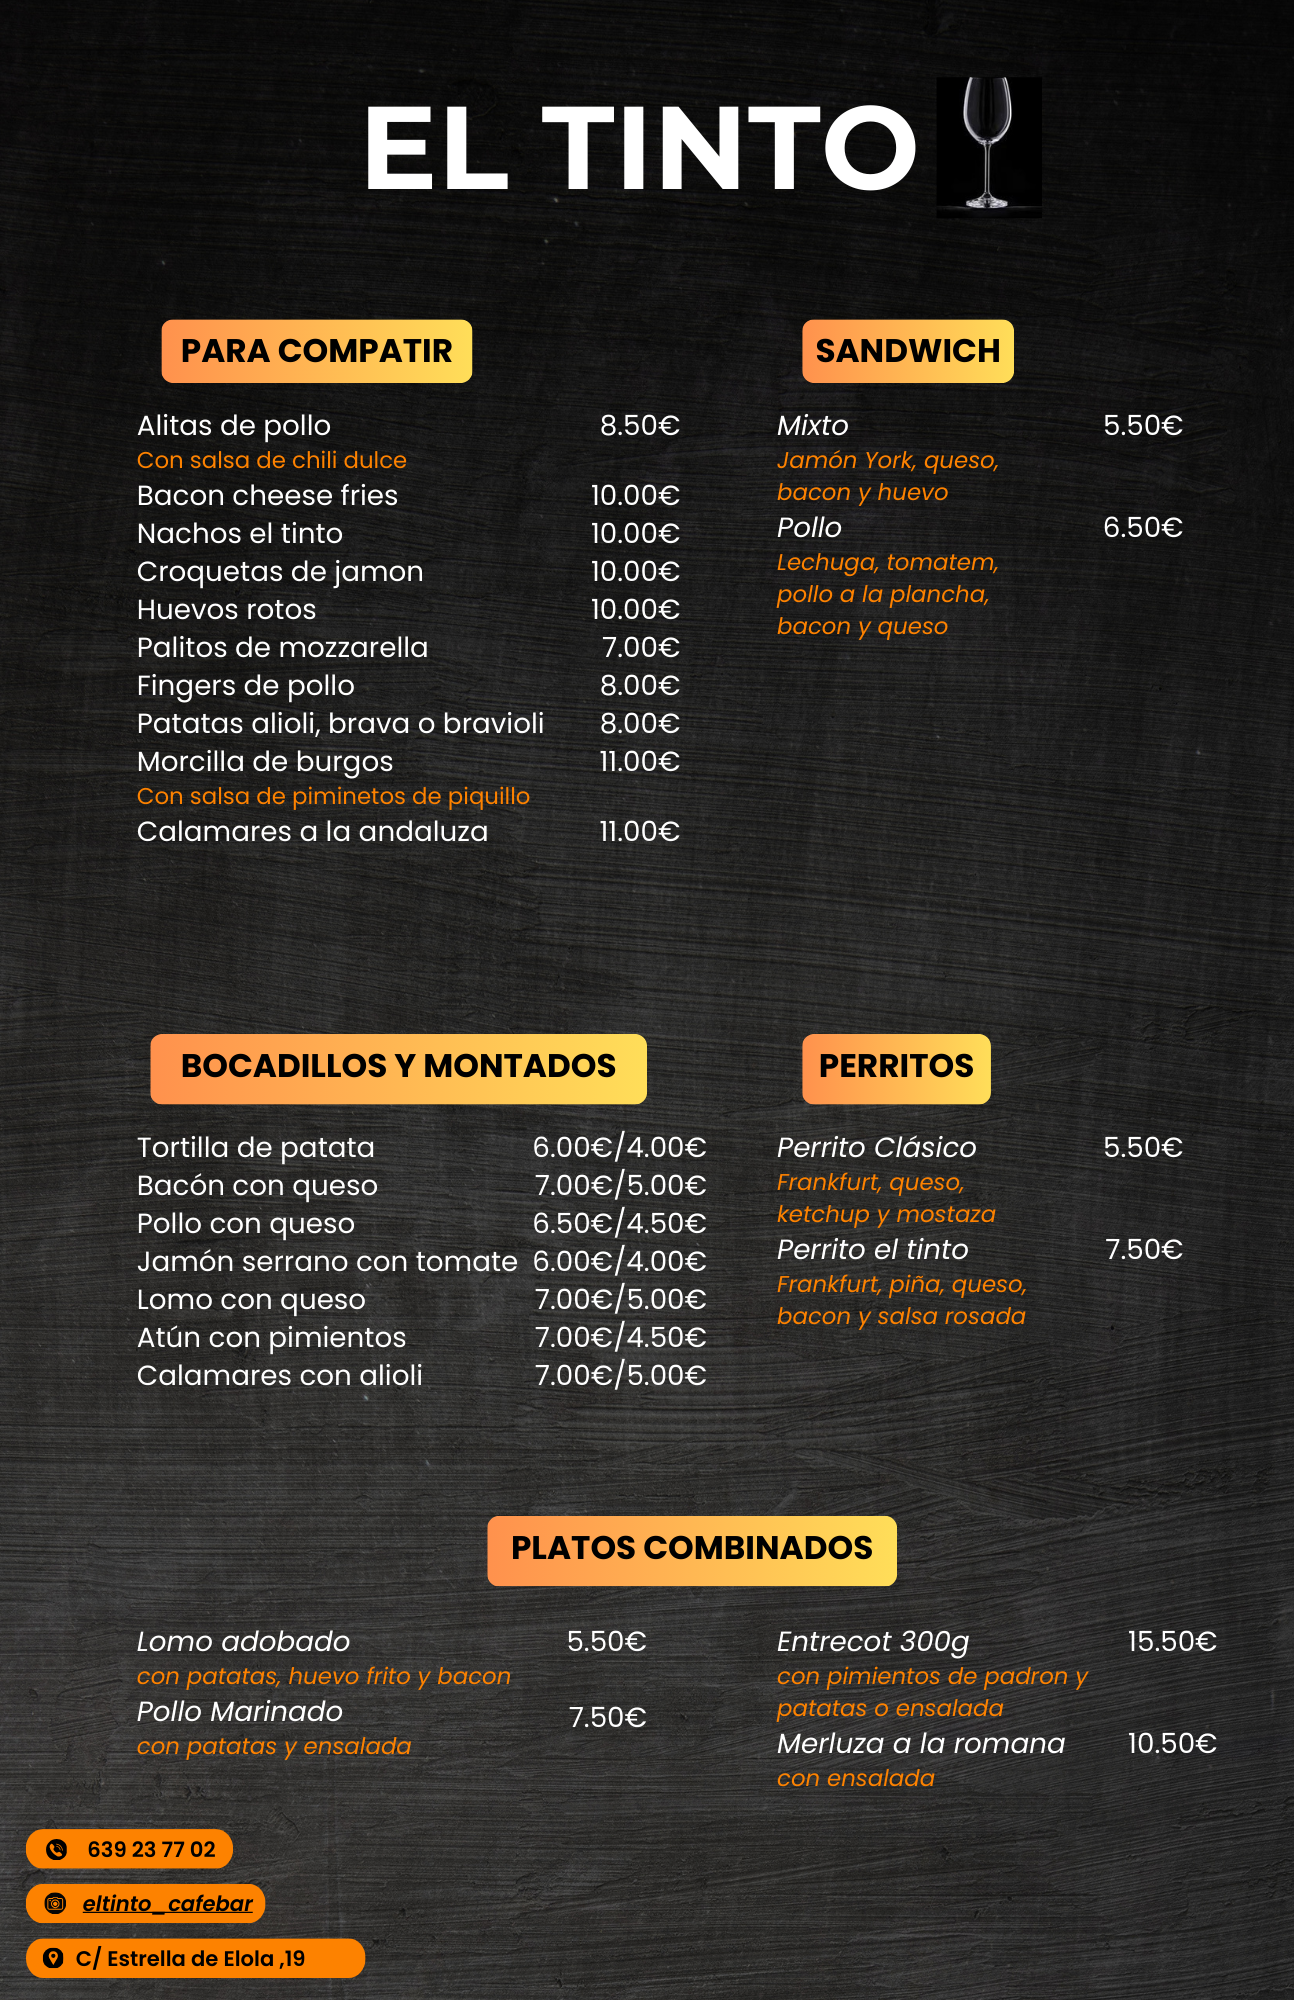 EL TINTO
PARA COMPATIR
Alitas de pollo 8.50€
Con salsa de chili dulce
Bacon cheese fries 10.00€
Nachos el tinto 10.00€
Croquetas de jamon 10.00€
Huevos rotos 10.00€
Palitos de mozzarella 7.00€
Fingers de pollo 8.00€
Patatas alioli, brava o bravioli 8.00€
Morcilla de burgos 11.00€
Con salsa de piminetos de piquillo
Calamares a la andaluza 11.00€
SANDWICH
Mixto 5.50€
Jamón York, queso,
bacon y huevo
Pollo 6.50€
Lechuga, tomatem,
pollo a la plancha,
bacon y queso
BOCADILLOS Y MONTADOS
Tortilla de patata 6.00€/4.00€
Bacón con queso 7.00€/5.00€
Pollo con queso 6.50€/4.50€
Jamón serrano con tomate 6.00€/4.00€
Lomo con queso 7.00€/5.00€
Atún con pimientos 7.00€/4.50€
Calamares con alioli 7.00€/5.00€
PERRITOS
Perrito Clásico 5.50€
Frankfurt, queso,
ketchup y mostaza
Perrito el tinto 7.50€
Frankfurt, piña, queso,
bacon y salsa rosada
PLATOS COMBINADOS
Lomo adobado 5.50€
con patatas, huevo frito y bacon
Pollo Marinado 7.50€
con patatas y ensalada
Entrecot 300g 15.50€
con pimientos de padron y
patatas o ensalada
Merluza a la romana 10.50€
con ensalada
639 23 77 02
eltinto_cafebar
C/ Estrella de Elola ,19